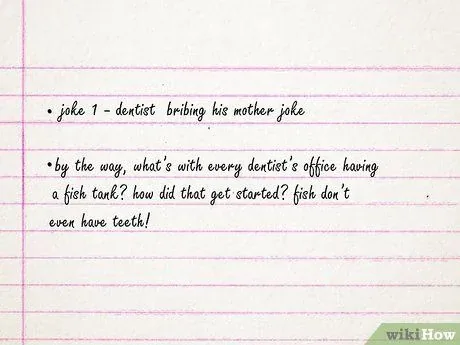 • joke 1 - dentist bribing his mother joke
•by the way, what's with every dentist's office having
a fish tank? how did that get started? fish don't
even have teeth!
wikiHow